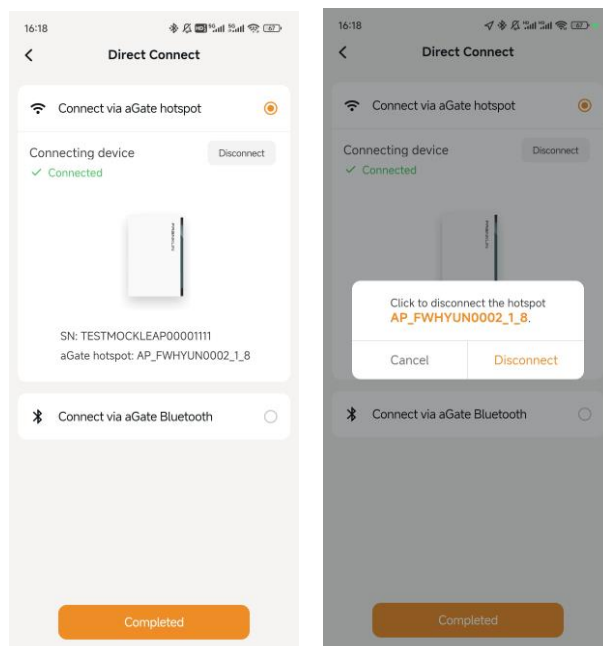 16:18
67
Direct Connect
Connect via aGate hotspot
Connecting device
Disconnect
Connected
SN: TESTMOCKLEAP00001111
aGate hotspot: AP_FWHYUN0002_1_8
Connect via aGate Bluetooth
Completed
16:18
67
Direct Connect
Connect via aGate hotspot
Connecting device
Disconnect
Connected
Click to disconnect the hotspot
AP_FWHYUN0002_1_8.
Cancel
Disconnect
Connect via aGate Bluetooth
Completed